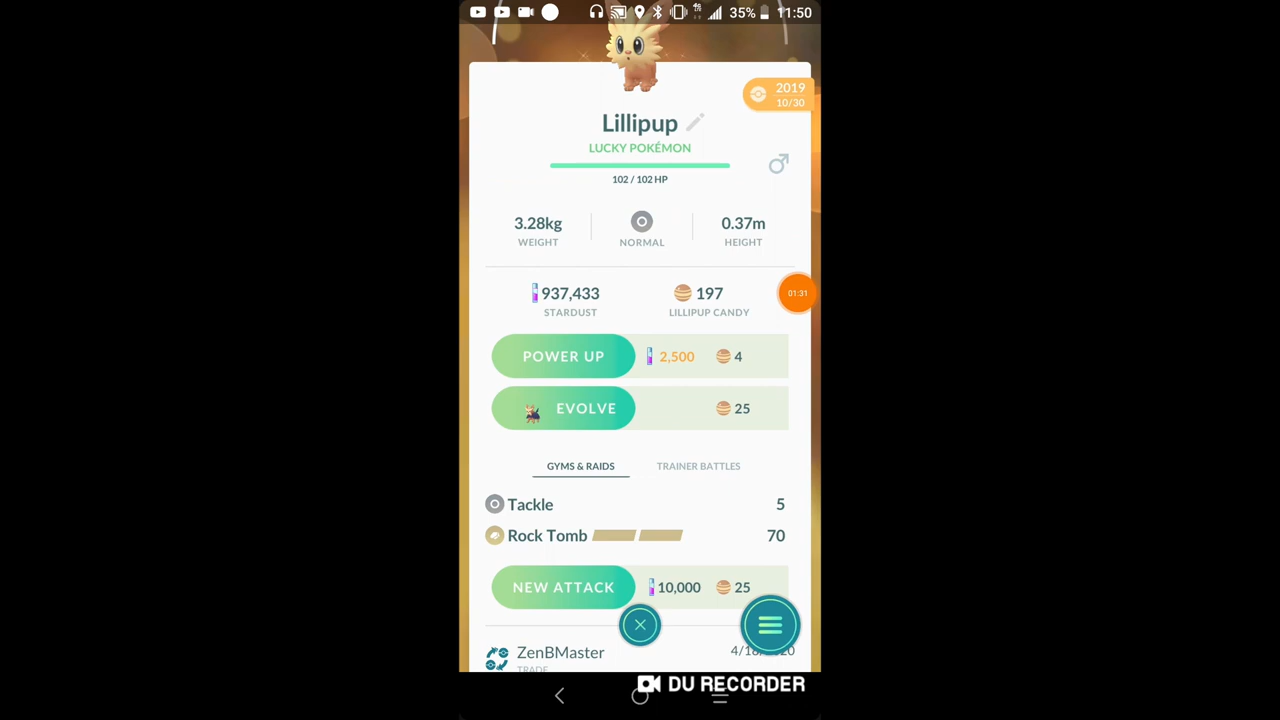 35% 11:50
2019
10/30
Lillipup
LUCKY POKÉMON
102 / 102 HP
3.28kg
WEIGHT
NORMAL
0.37m
HEIGHT
937,433
STARDUST
197
LILLIPUP CANDY
01:31
POWER UP 2,500 4
EVOLVE 25
GYMS & RAIDS TRAINER BATTLES
Tackle 5
Rock Tomb 70
NEW ATTACK 10,000 25
ZenBMaster
TRADE
DU RECORDER